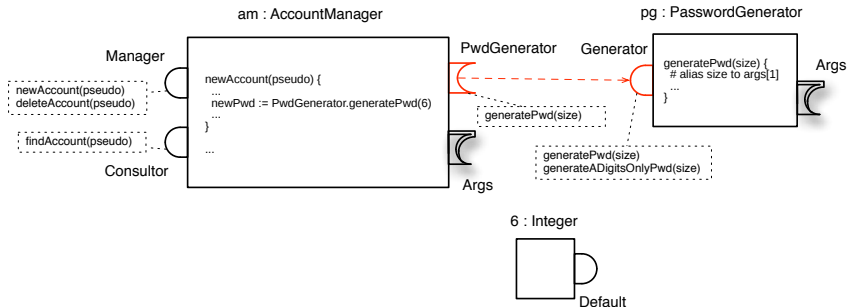 am : AccountManager
pg : PasswordGenerator
Manager
PwdGenerator
Generator
Args
newAccount(pseudo)
deleteAccount(pseudo)
newAccount(pseudo) {
...
newPwd := PwdGenerator.generatePwd(6)
...
}
...
generatePwd(size) {
# alias size to args[1]
...
}
generatePwd(size)
findAccount(pseudo)
Consultor
Args
generatePwd(size)
generateADigitsOnlyPwd(size)
6 : Integer
Default